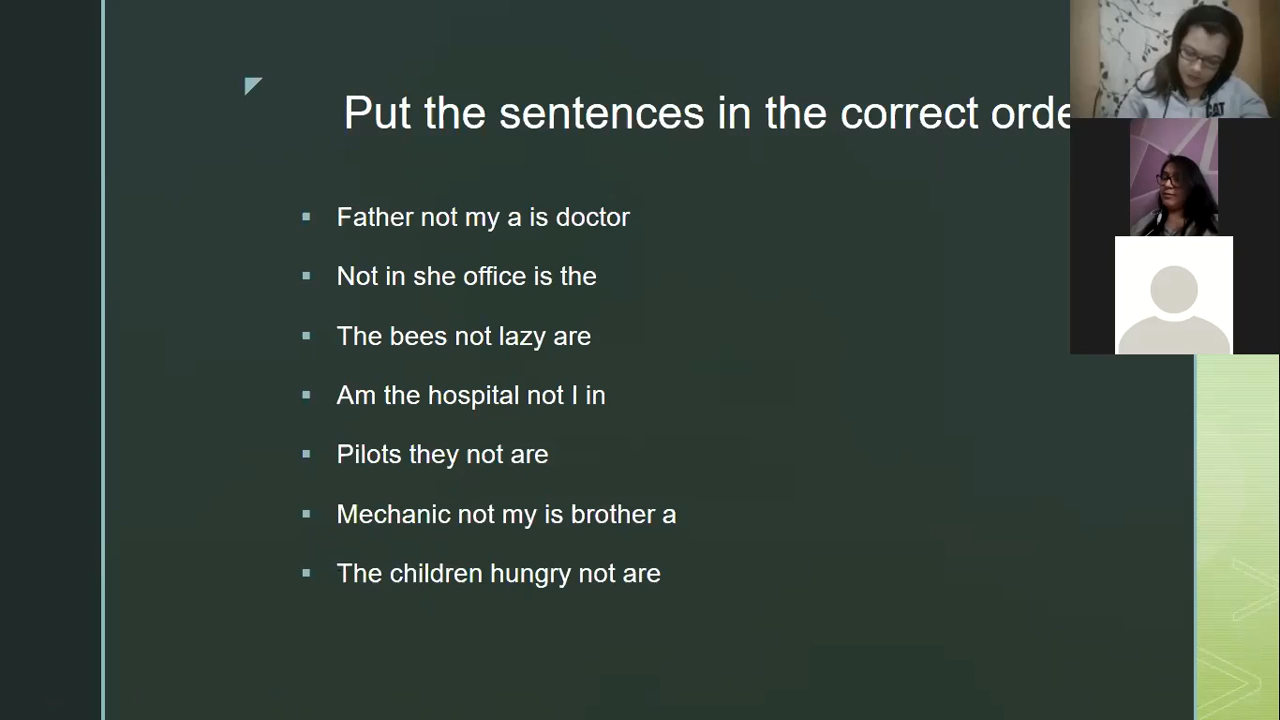 Put the sentences in the correct orde
Father not my a is doctor
Not in she office is the
The bees not lazy are
Am the hospital not I in
Pilots they not are
Mechanic not my is brother a
The children hungry not are
CAT